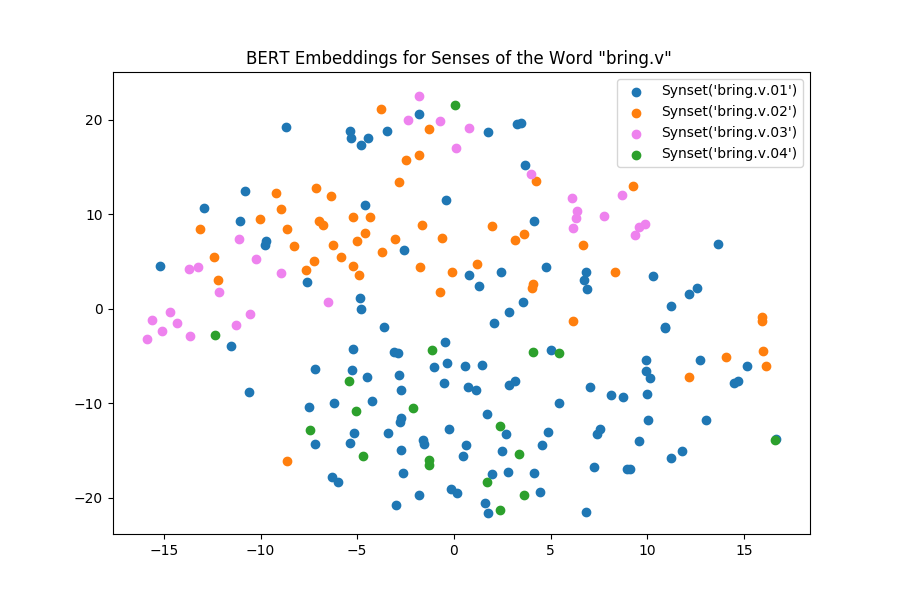 BERT Embeddings for Senses of the Word "bring.v"
Synset('bring.v.01')
Synset('bring.v.02')
Synset('bring.v.03')
Synset('bring.v.04')
20
10
0
−10
−20
−15 −10 −5 0 5 10 15